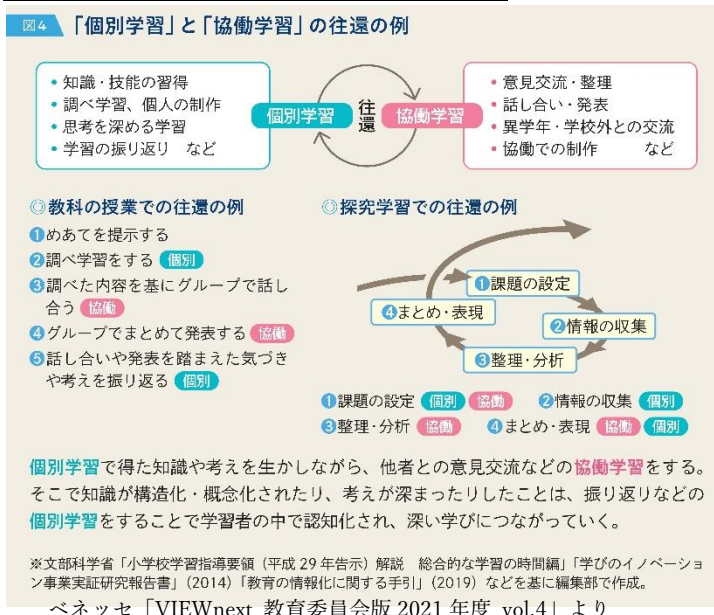 図4 「個別学習」と「協働学習」の往還の例
・知識・技能の習得
・調べ学習、個人の制作
・思考を深める学習
・学習の振り返り など
個別学習
往還
協働学習
・意見交流・整理
・話し合い・発表
・異学年・学校外との交流
・協働での制作 など
◎教科の授業での往還の例
❶めあてを提示する
❷調べ学習をする 個別
❸調べた内容を基にグループで話し
合う 協働
❹グループでまとめて発表する 協働
❺話し合いや発表を踏まえた気づき
や考えを振り返る 個別
◎探究学習での往還の例
❶課題の設定
❷情報の収集
❸整理・分析
❹まとめ・表現
❶課題の設定 個別 協働 ❷情報の収集 個別
❸整理・分析 協働 ❹まとめ・表現 協働 個別
個別学習で得た知識や考えを生かしながら、他者との意見交流などの協働学習をする。
そこで知識が構造化・概念化されたり、考えが深まったりしたことは、振り返りなどの
個別学習をすることで学習者の中で認知化され、深い学びにつながっていく。
※文部科学省「小学校学習指導要領（平成29年告示）解説 総合的な学習の時間編」「学びのイノベーショ
ン事業実証研究報告書」（2014）「教育の情報化に関する手引」（2019）などを基に編集部で作成。
ベネッセ「VIEWnext 教育委員会版 2021 年度 vol.4」より